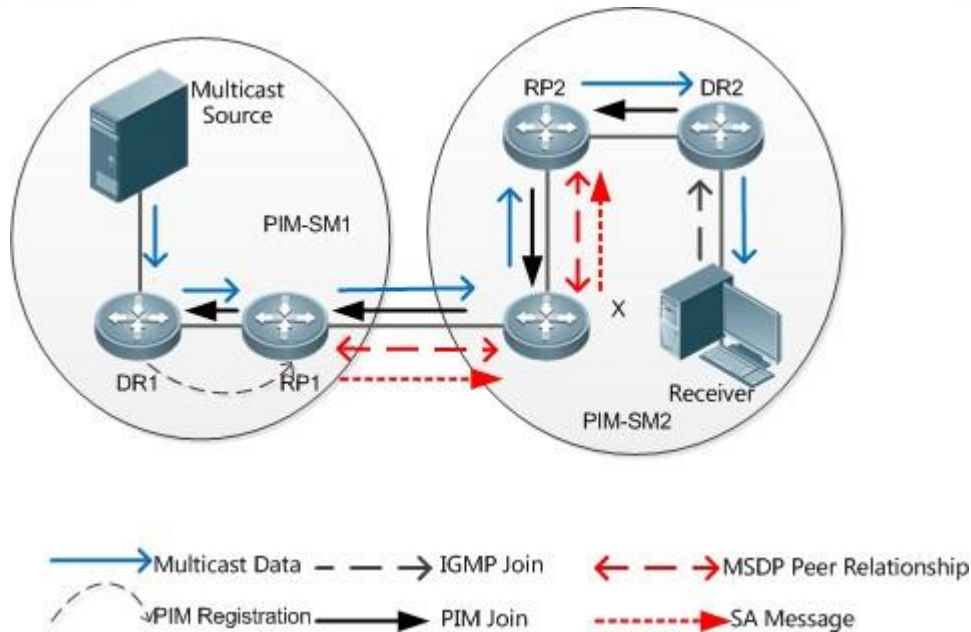 Multicast
Source
RP2
DR2
PIM-SM1
X
DR1
RP1
Receiver
PIM-SM2
Multicast Data
IGMP Join
MSDP Peer Relationship
PIM Registration
PIM Join
SA Message